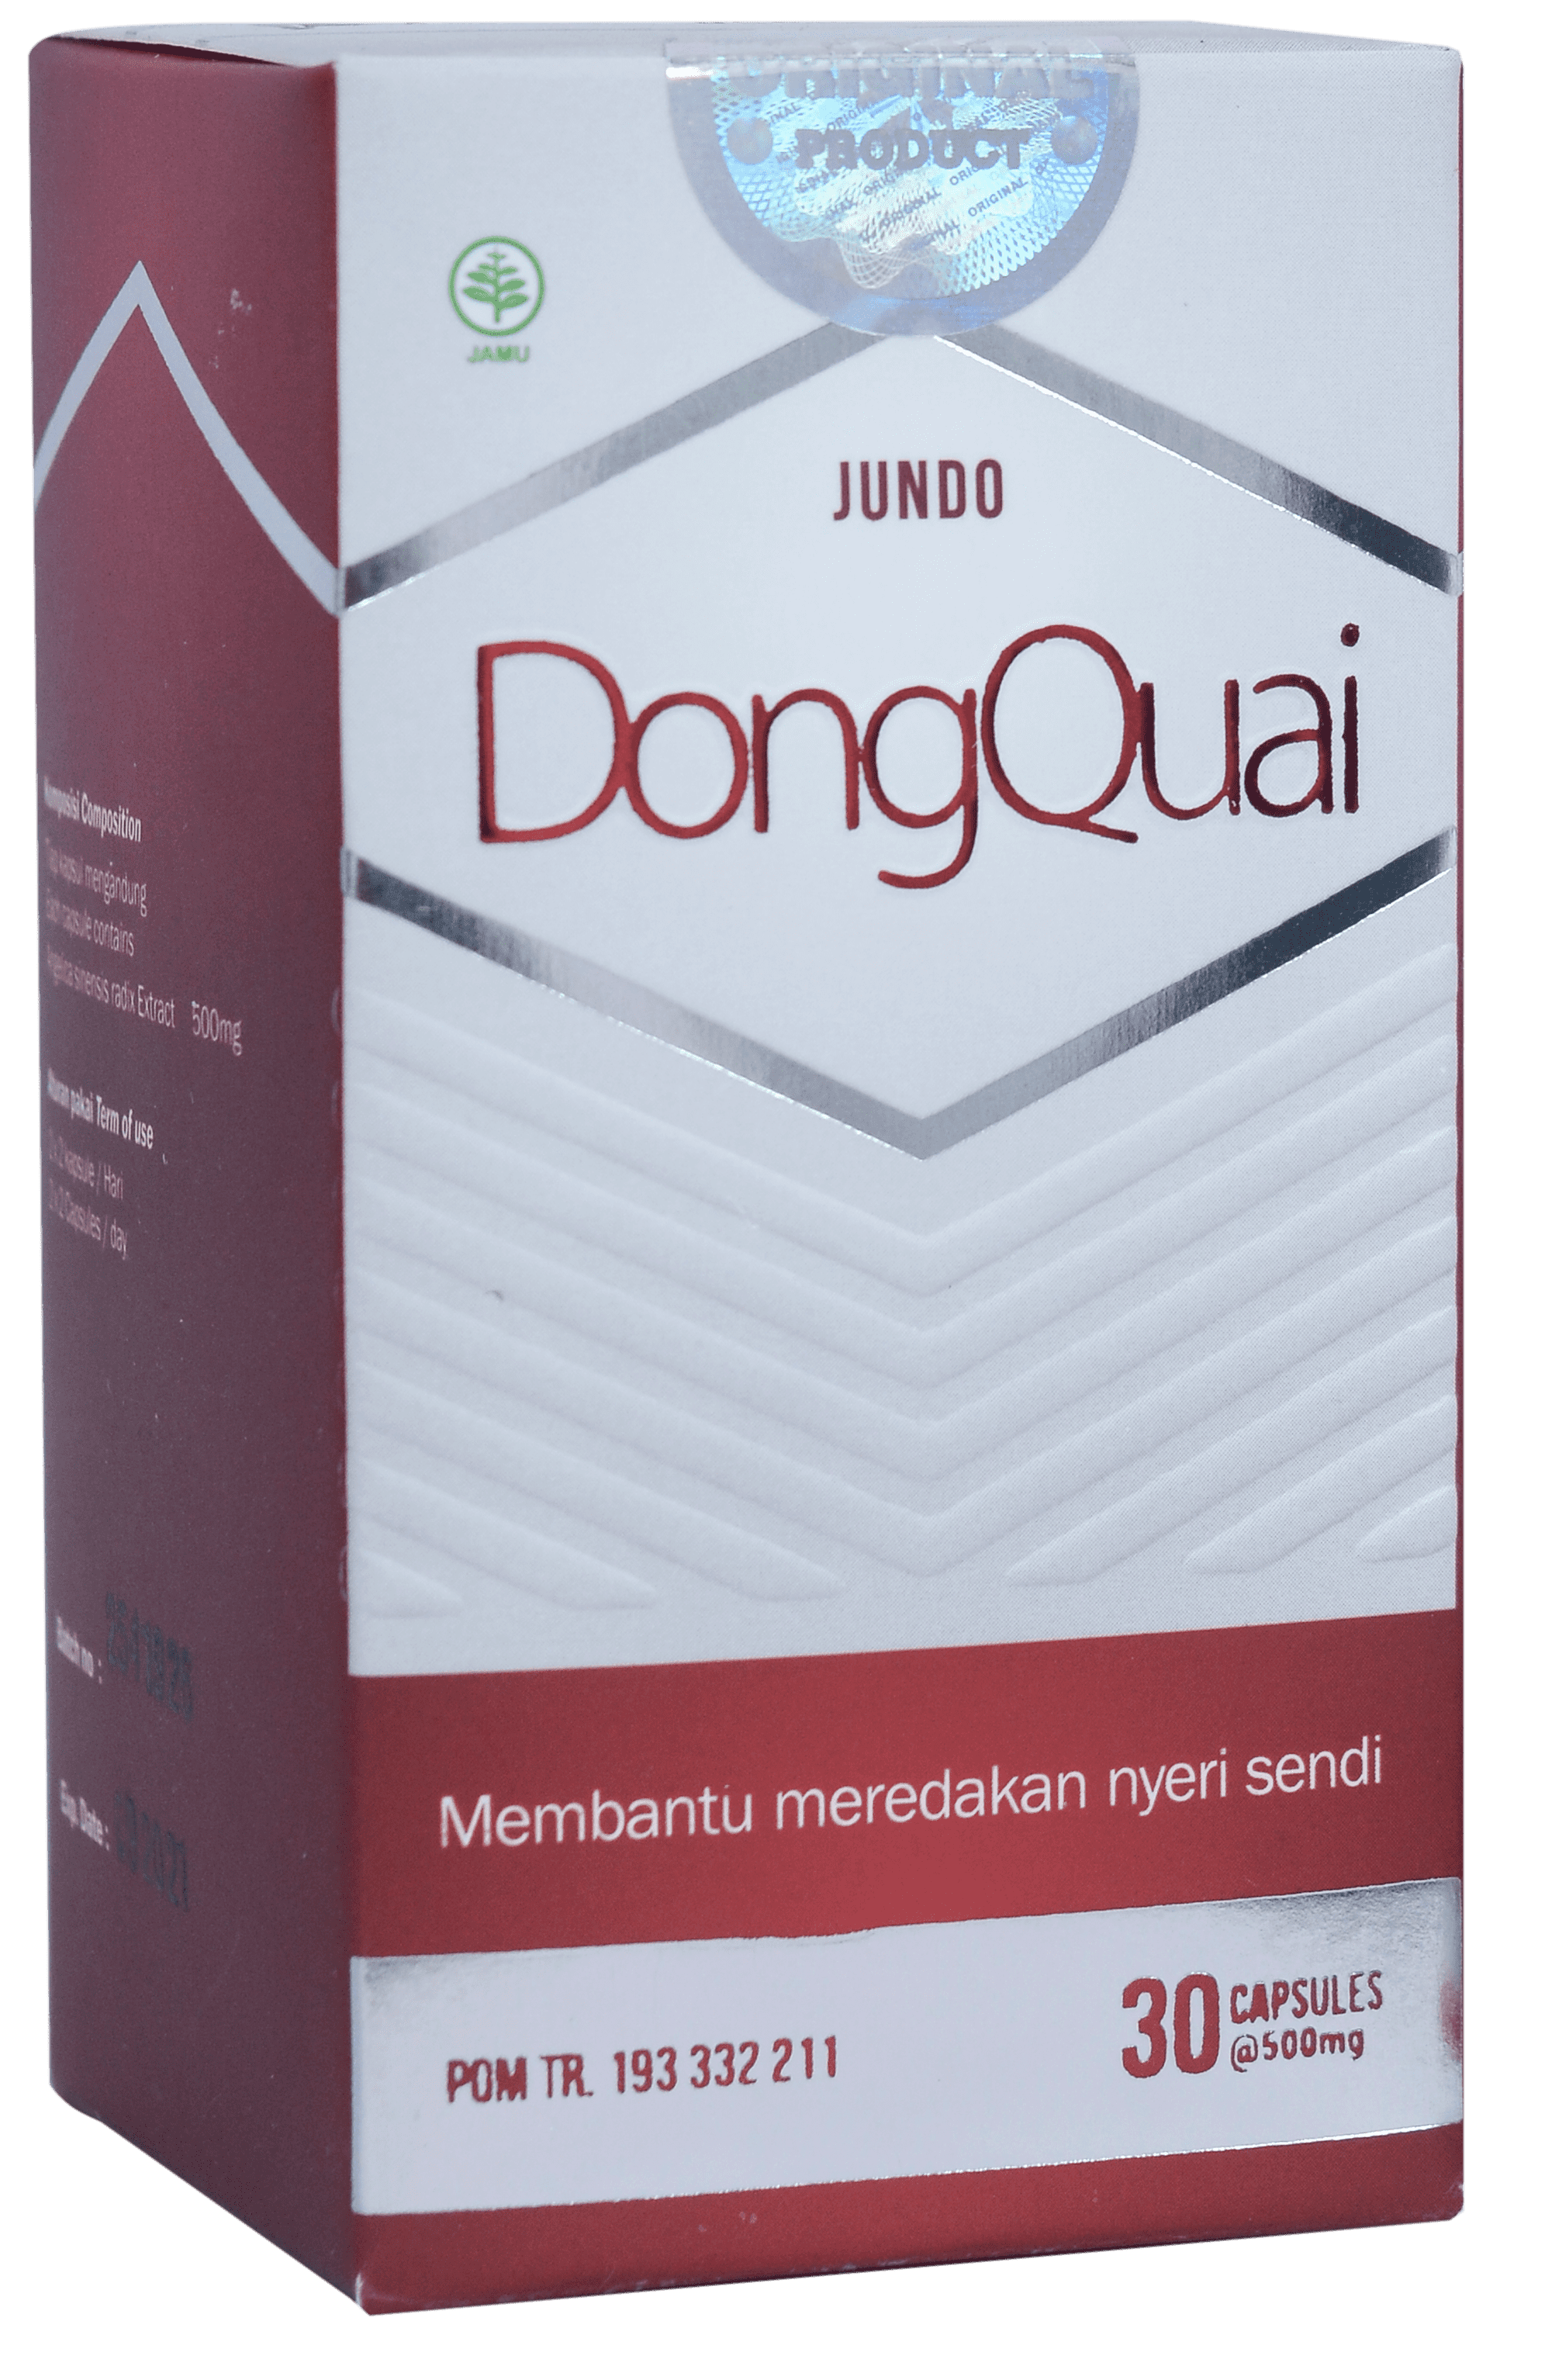 ORIGINAL
PRODUCT
JAMU
JUNDO
DongQuai
Membantu meredakan nyeri sendi
POM TR. 193 332 211
30 CAPSULES
@500mg
Komposisi Composition
Tiap kapsul mengandung
Each capsule contains
Angelica sinensis radix Extract 500mg
Aturan pakai Term of use
2 x 2 kapsule / Hari
2 x 2 Capsules / day
Batch no :
Exp. Date :